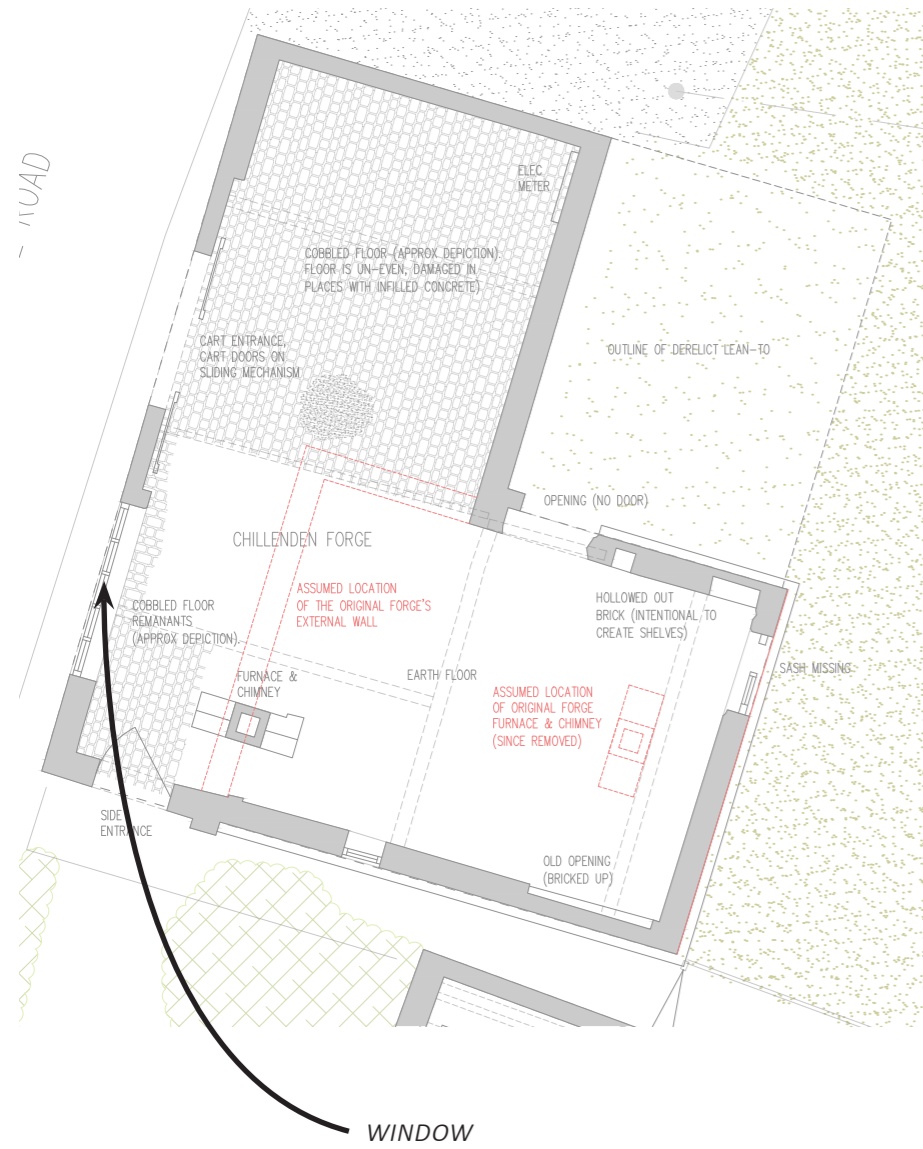 ROAD
ELEC
METER
COBBLED FLOOR (APPROX DEPICTION).
FLOOR IS UN-EVEN, DAMAGED IN
PLACES WITH INFILLED CONCRETE)
CART ENTRANCE,
CART DOORS ON
SLIDING MECHANISM
OUTLINE OF DERELICT LEAN-TO
OPENING (NO DOOR)
CHILLENDEN FORGE
ASSUMED LOCATION
OF THE ORIGINAL FORGE'S
EXTERNAL WALL
COBBLED FLOOR
REMANANTS
(APPROX DEPICTION).
HOLLOWED OUT
BRICK (INTENTIONAL TO
CREATE SHELVES)
FURNACE &
CHIMNEY
EARTH FLOOR
SASH MISSING
ASSUMED LOCATION
OF ORIGINAL FORGE
FURNACE & CHIMNEY
(SINCE REMOVED)
SIDE
ENTRANCE
OLD OPENING
(BRICKED UP)
WINDOW